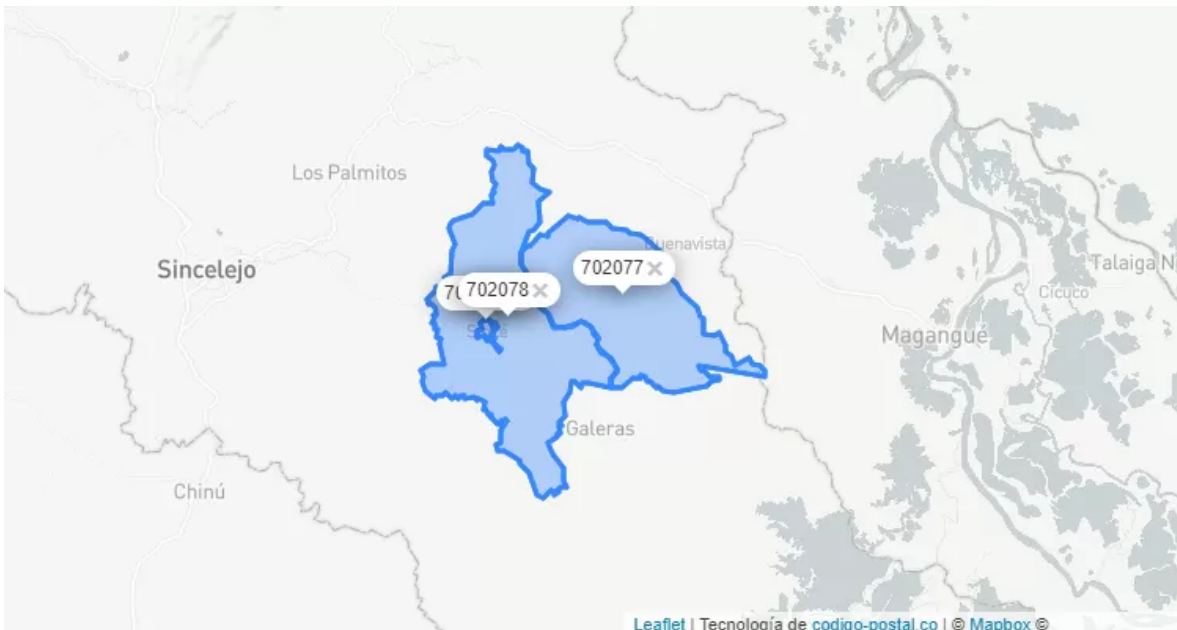 Los Palmitos
Buenavista
Sincelejo
702077 ×
702078 ×
Talaiga N
Cicuco
Magangué
Galeras
Chinú
Leaflet | Tecnología de codigo-postal.co | © Mapbox ©